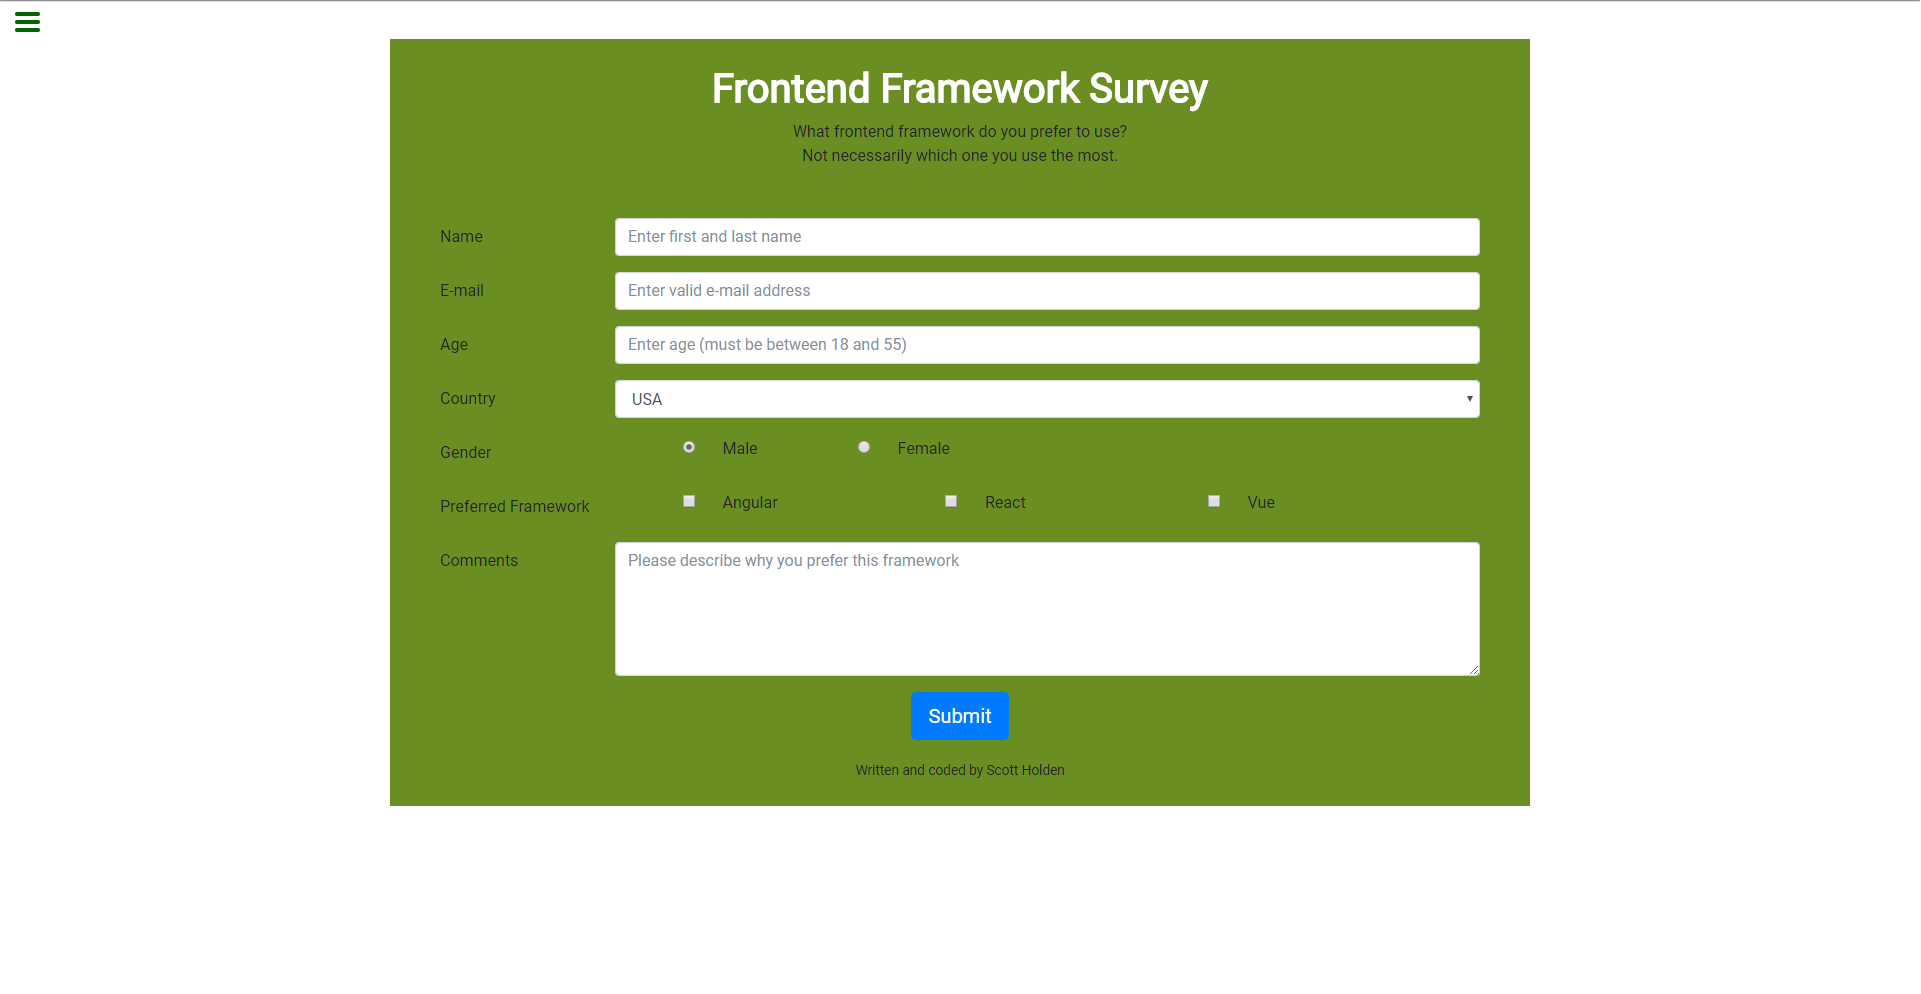 Frontend Framework Survey
What frontend framework do you prefer to use?
Not necessarily which one you use the most.
Name
Enter first and last name
E-mail
Enter valid e-mail address
Age
Enter age (must be between 18 and 55)
Country
USA
Gender
Male
Female
Preferred Framework
Angular
React
Vue
Comments
Please describe why you prefer this framework
Submit
Written and coded by Scott Holden